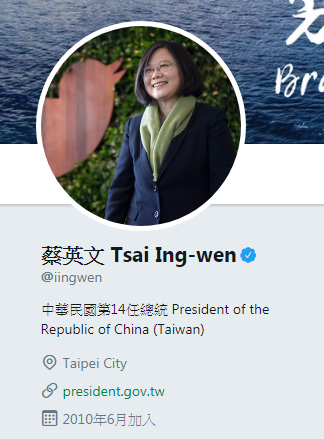 Bra
蔡英文 Tsai Ing-wen
@iingwen
中華民國第14任總統 President of the
Republic of China (Taiwan)
Taipei City
president.gov.tw
2010年6月加入